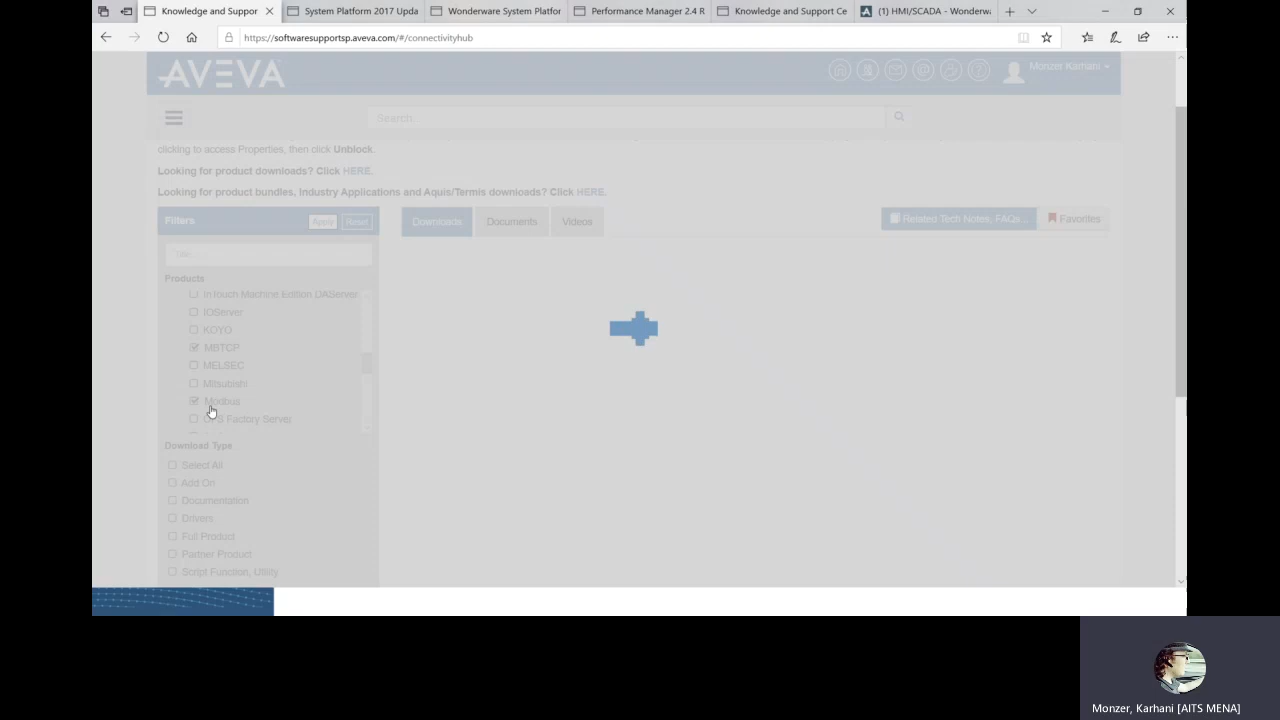 Knowledge and Suppor
System Platform 2017 Upda
Wonderware System Platfor
Performance Manager 2.4 R
Knowledge and Support Ce
(1) HMI/SCADA - Wonderwa
https://softwaresupportsp.aveva.com/#/connectivityhub
AVEVA
Monzer Karhani
Search:
clicking to access Properties, then click Unblock.
Looking for product downloads? Click HERE.
Looking for product bundles, Industry Applications and Aquis/Termis downloads? Click HERE.
Filters
Apply
Reset
Downloads
Documents
Videos
Related Tech Notes, FAQs...
Favorites
Title
Products
InTouch Machine Edition DAServer
IOServer
KOYO
MBTCP
MELSEC
Mitsubishi
Modbus
OFS Factory Server
Download Type
Select All
Add On
Documentation
Drivers
Full Product
Partner Product
Script Function, Utility
Monzer, Karhani [AITS MENA]